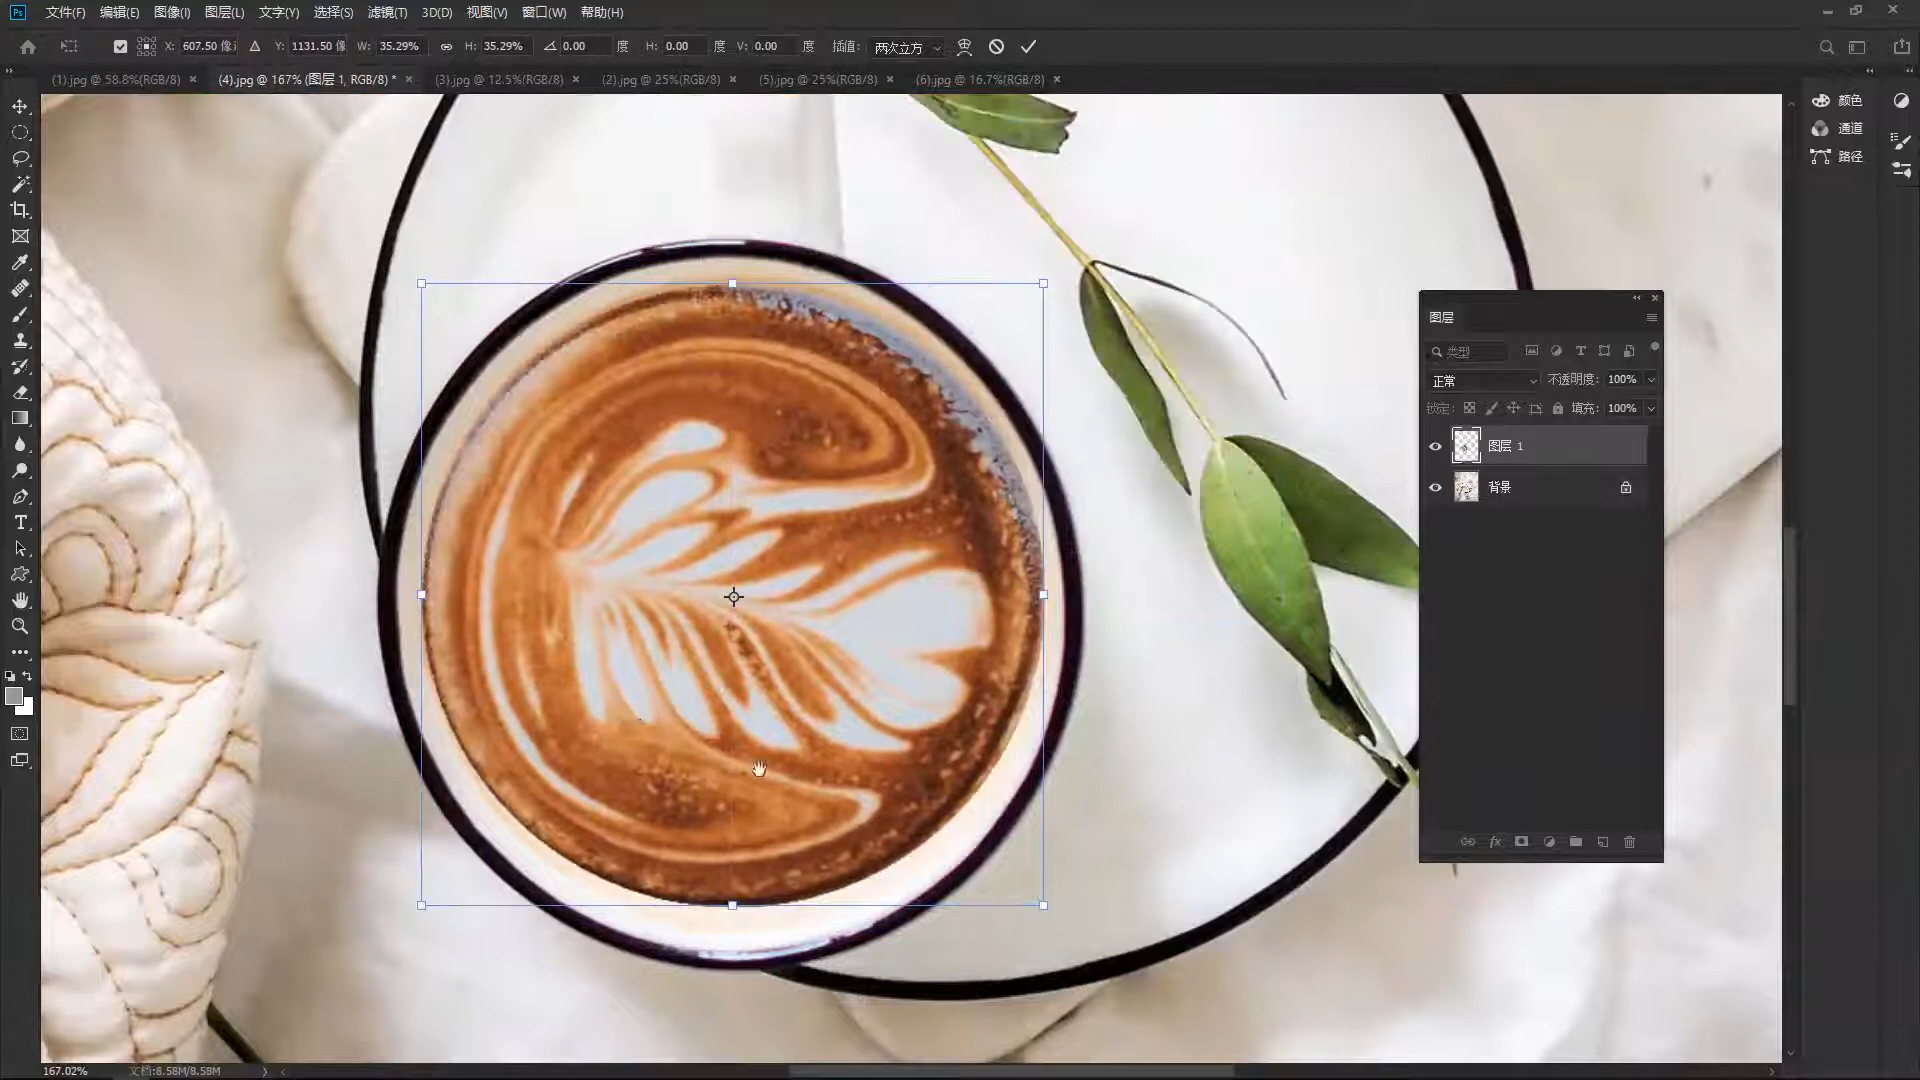 Ps 文件(F) 编辑(E) 图像(I) 图层(L) 文字(Y) 选择(S) 滤镜(T) 3D(D) 视图(V) 窗口(W) 帮助(H)
X: 607.50 像 Y: 1131.50 像 W: 35.29% H: 35.29% 0.00 度 H: 0.00 度 V: 0.00 度 插值: 两次立方
(1).jpg @ 58.8%(RGB/8) × (4).jpg @ 167% (图层 1, RGB/8) * × (3).jpg @ 12.5%(RGB/8) × (2).jpg @ 25%(RGB/8) × (5).jpg @ 25%(RGB/8) × (6).jpg @ 16.7%(RGB/8) ×
颜色
通道
路径
图层
类型
正常 不透明度: 100%
锁定: 填充: 100%
图层 1
背景
167.02% 文档:8.58M/8.58M